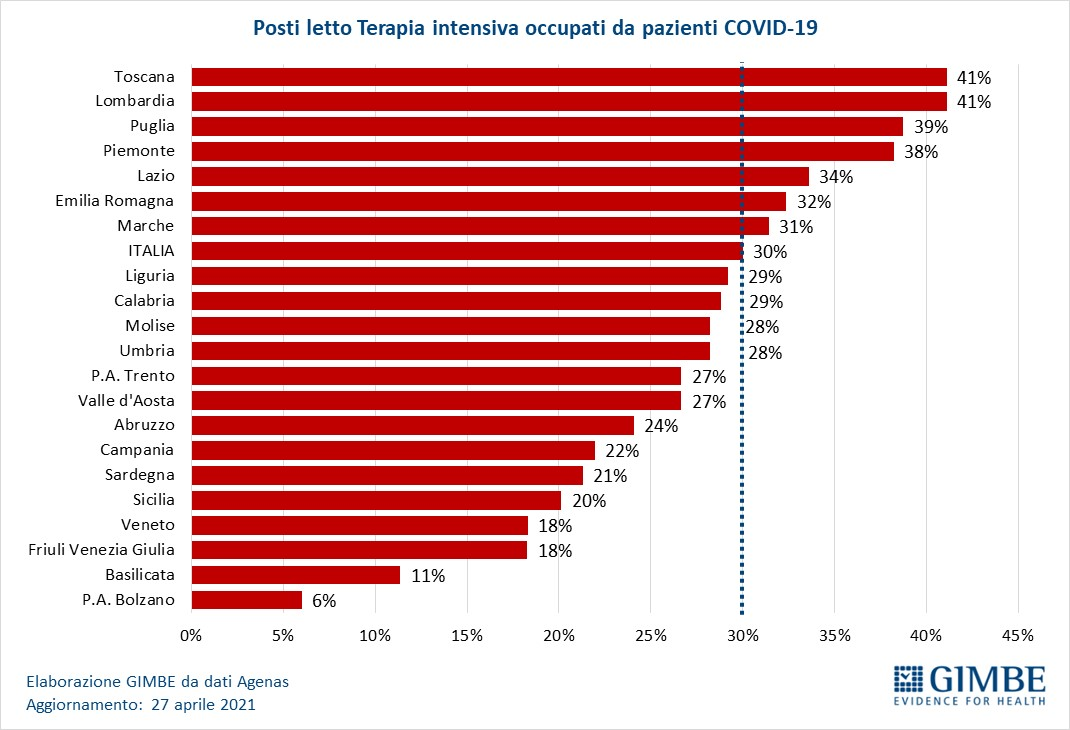 Posti letto Terapia intensiva occupati da pazienti COVID-19
Toscana 41%
Lombardia 41%
Puglia 39%
Piemonte 38%
Lazio 34%
Emilia Romagna 32%
Marche 31%
ITALIA 30%
Liguria 29%
Calabria 29%
Molise 28%
Umbria 28%
P.A. Trento 27%
Valle d'Aosta 27%
Abruzzo 24%
Campania 22%
Sardegna 21%
Sicilia 20%
Veneto 18%
Friuli Venezia Giulia 18%
Basilicata 11%
P.A. Bolzano 6%
0% 5% 10% 15% 20% 25% 30% 35% 40% 45%
Elaborazione GIMBE da dati Agenas
Aggiornamento: 27 aprile 2021
GIMBE
EVIDENCE FOR HEALTH